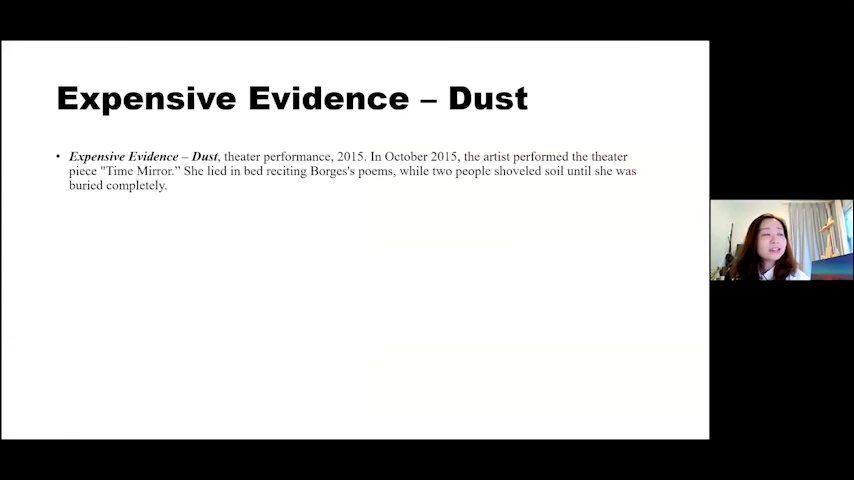 Expensive Evidence – Dust
• Expensive Evidence – Dust, theater performance, 2015. In October 2015, the artist performed the theater
piece "Time Mirror.” She lied in bed reciting Borges's poems, while two people shoveled soil until she was
buried completely.